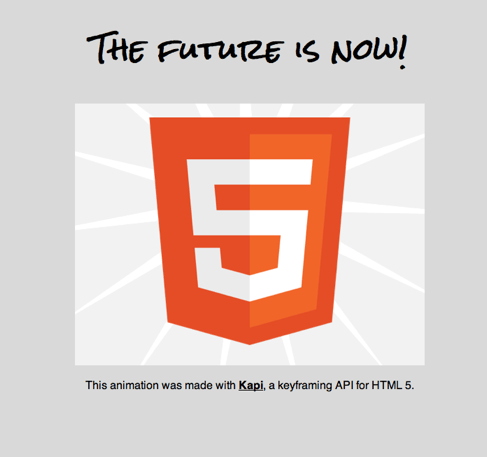 The future is now!
5
This animation was made with Kapi, a keyframing API for HTML 5.